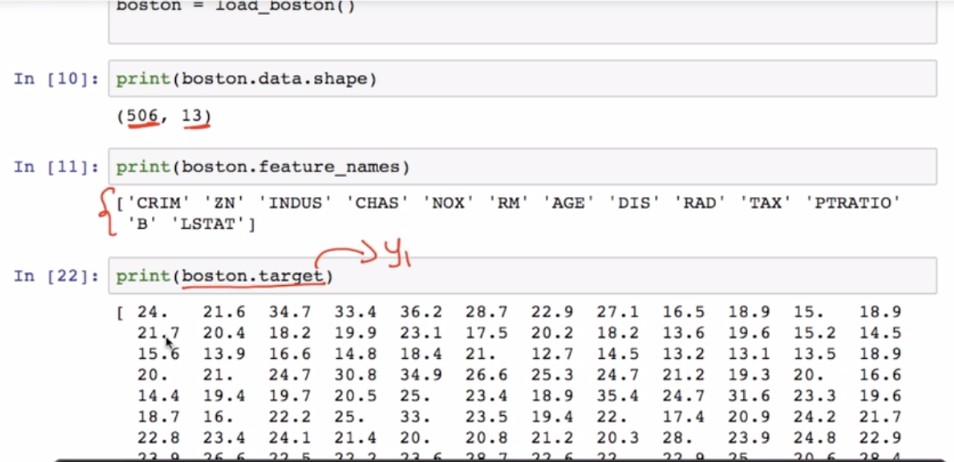 boston = load_boston()
In [10]: print(boston.data.shape)
(506, 13)
In [11]: print(boston.feature_names)
['CRIM' 'ZN' 'INDUS' 'CHAS' 'NOX' 'RM' 'AGE' 'DIS' 'RAD' 'TAX' 'PTRATIO'
'B' 'LSTAT']
y1
In [22]: print(boston.target)
[ 24. 21.6 34.7 33.4 36.2 28.7 22.9 27.1 16.5 18.9 15. 18.9
21.7 20.4 18.2 19.9 23.1 17.5 20.2 18.2 13.6 19.6 15.2 14.5
15.6 13.9 16.6 14.8 18.4 21. 12.7 14.5 13.2 13.1 13.5 18.9
20. 21. 24.7 30.8 34.9 26.6 25.3 24.7 21.2 19.3 20. 16.6
14.4 19.4 19.7 20.5 25. 23.4 18.9 35.4 24.7 31.6 23.3 19.6
18.7 16. 22.2 25. 33. 23.5 19.4 22. 17.4 20.9 24.2 21.7
22.8 23.4 24.1 21.4 20. 20.8 21.2 20.3 28. 23.9 24.8 22.9